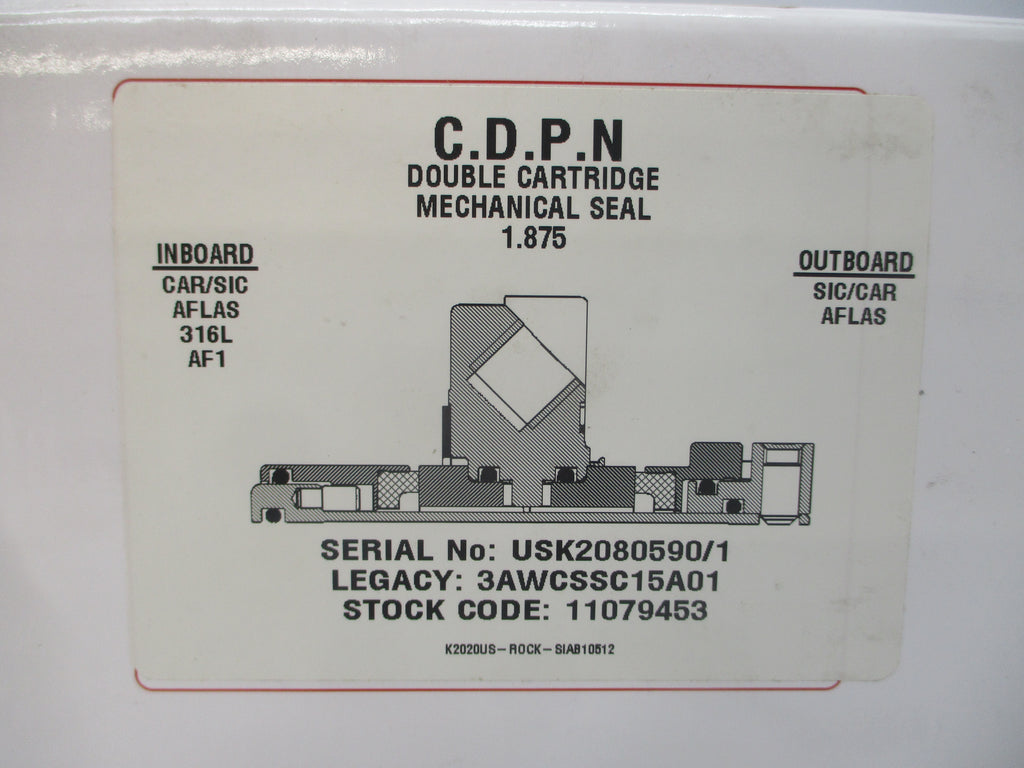 C.D.P.N
DOUBLE CARTRIDGE
MECHANICAL SEAL
1.875
INBOARD
CAR/SIC
AFLAS
316L
AF1
OUTBOARD
SIC/CAR
AFLAS
SERIAL No: USK2080590/1
LEGACY: 3AWCSSC15A01
STOCK CODE: 11079453
K2020US-ROCK-SIAB10512